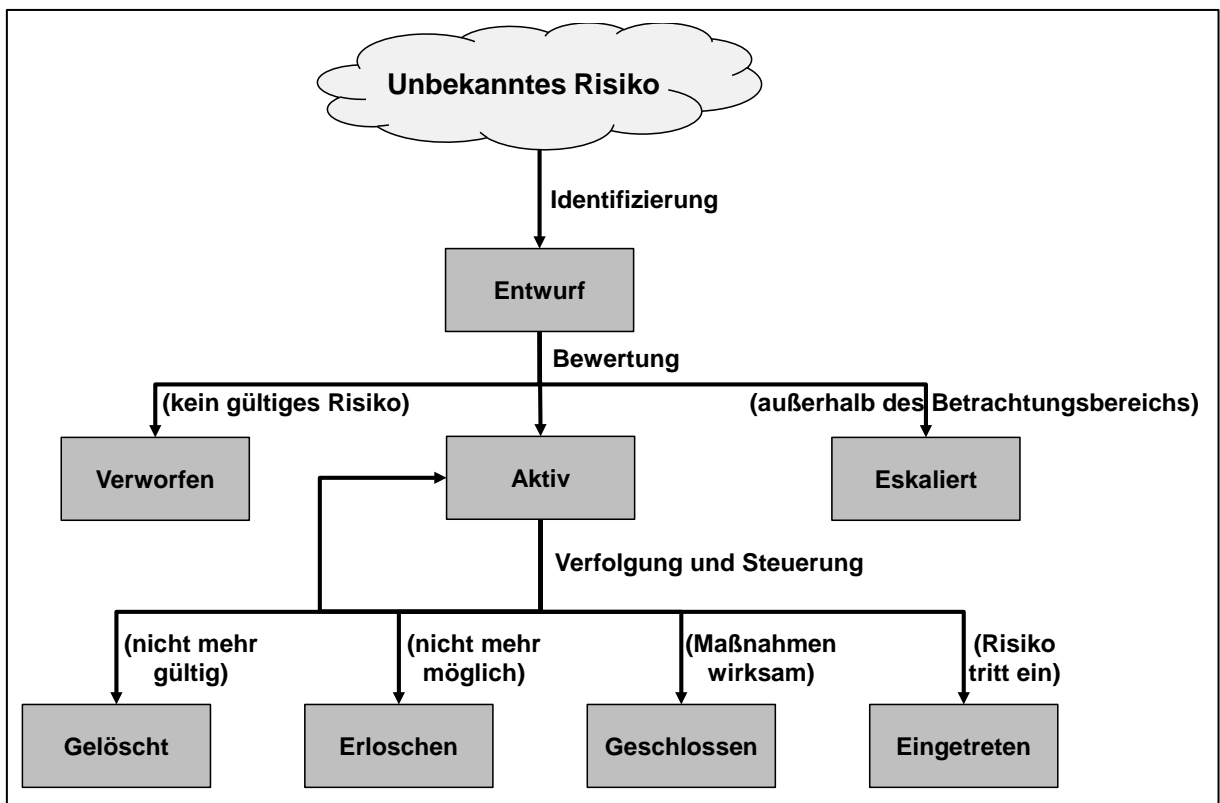 Unbekanntes Risiko
Identifizierung
Entwurf
Bewertung
(kein gültiges Risiko)
(außerhalb des Betrachtungsbereichs)
Verworfen
Aktiv
Eskaliert
Verfolgung und Steuerung
(nicht mehr
gültig)
(nicht mehr
möglich)
(Maßnahmen
wirksam)
(Risiko
tritt ein)
Gelöscht
Erloschen
Geschlossen
Eingetreten